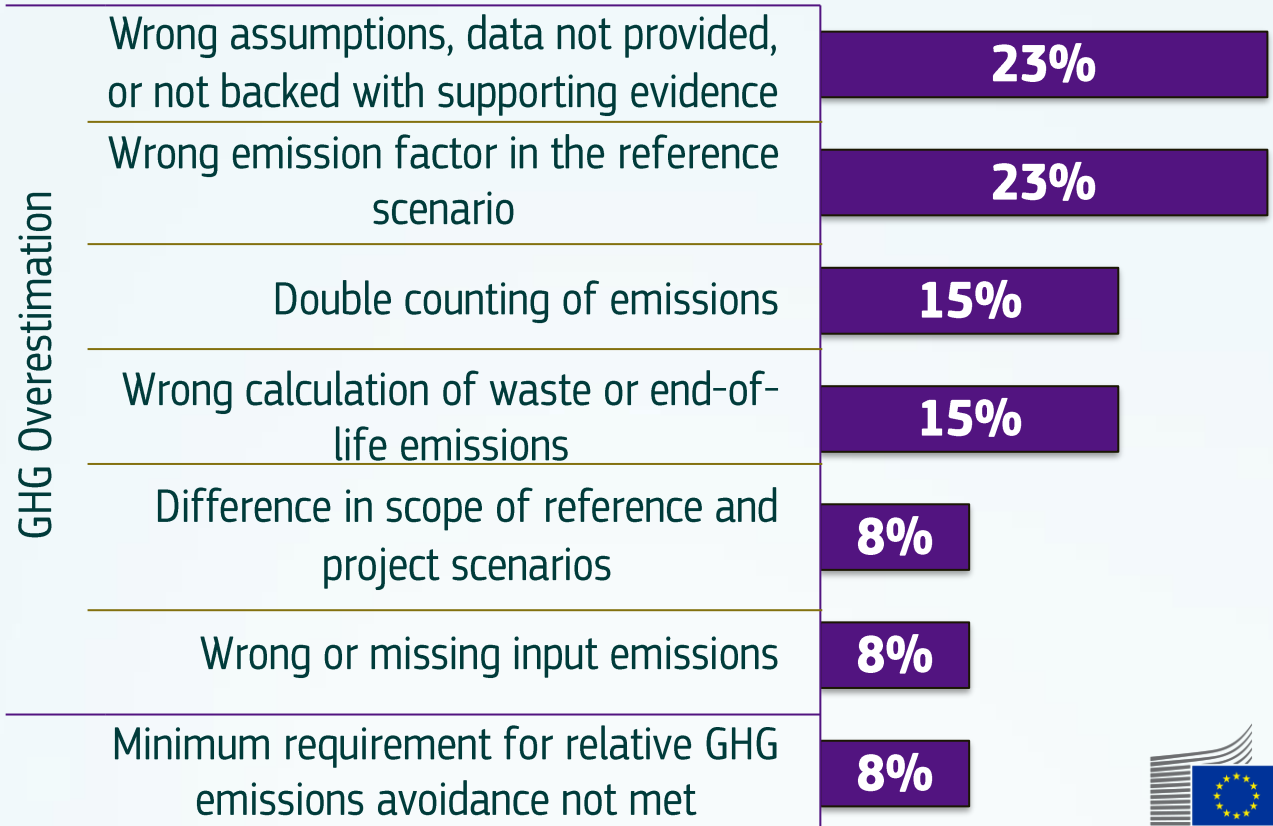 Wrong assumptions, data not provided,
or not backed with supporting evidence
23%
Wrong emission factor in the reference
scenario
23%
GHG Overestimation
Double counting of emissions
15%
Wrong calculation of waste or end-of-
life emissions
15%
Difference in scope of reference and
project scenarios
8%
Wrong or missing input emissions
8%
Minimum requirement for relative GHG
emissions avoidance not met
8%